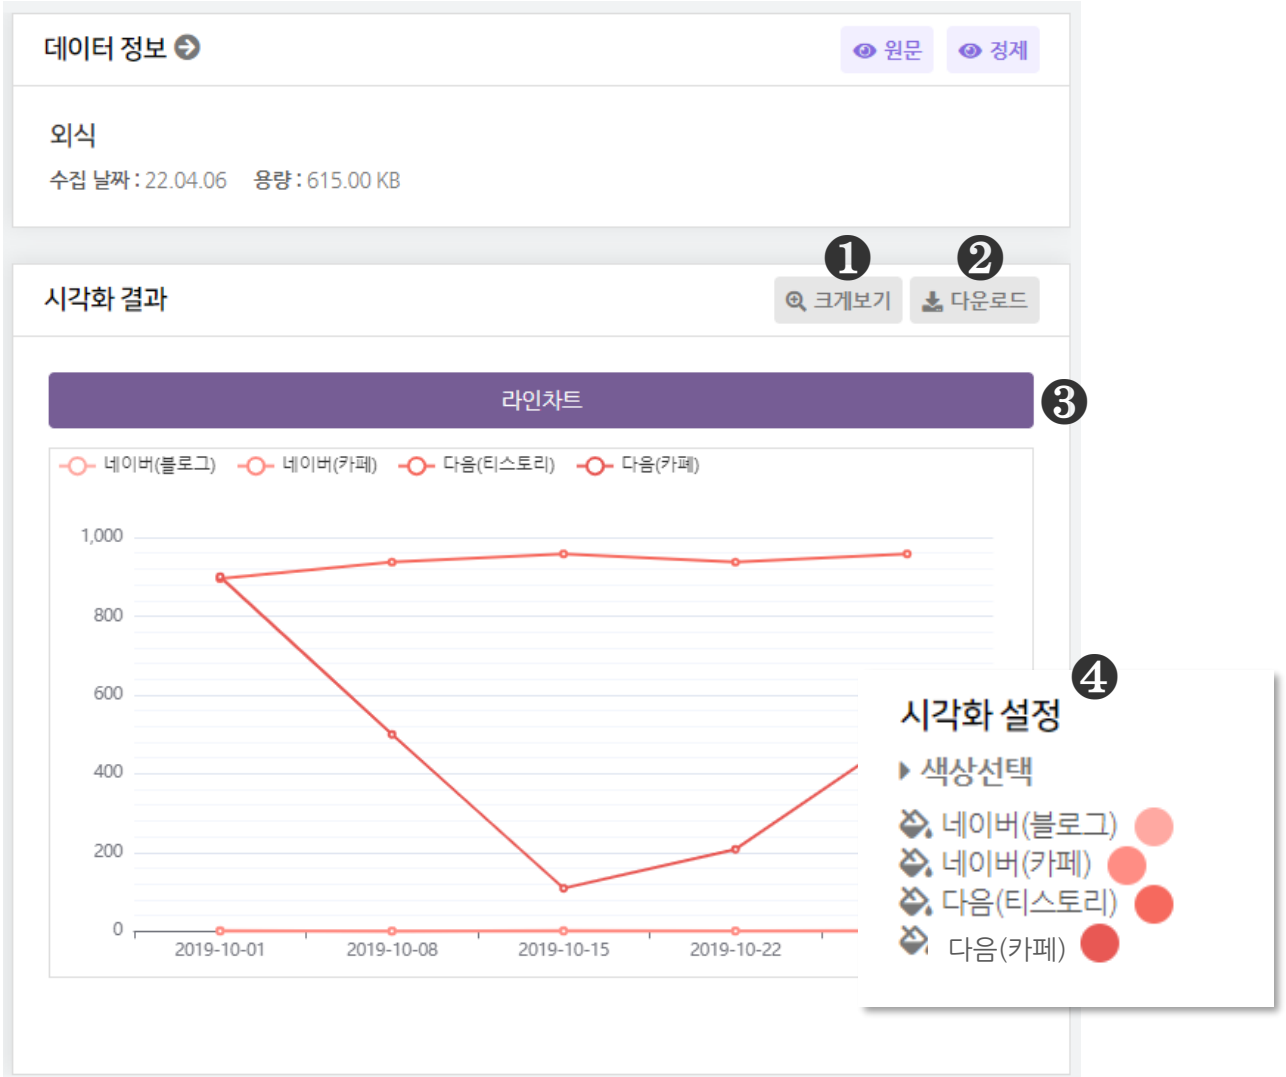 데이터 정보
원문 정제
외식
수집 날짜 : 22.04.06 용량 : 615.00 KB
1 2
시각화 결과
크게보기 다운로드
라인차트
3
네이버(블로그) 네이버(카페) 다음(티스토리) 다음(카페)
1,000
800
600
400
200
0
2019-10-01 2019-10-08 2019-10-15 2019-10-22
4
시각화 설정
색상선택
네이버(블로그)
네이버(카페)
다음(티스토리)
다음(카페)